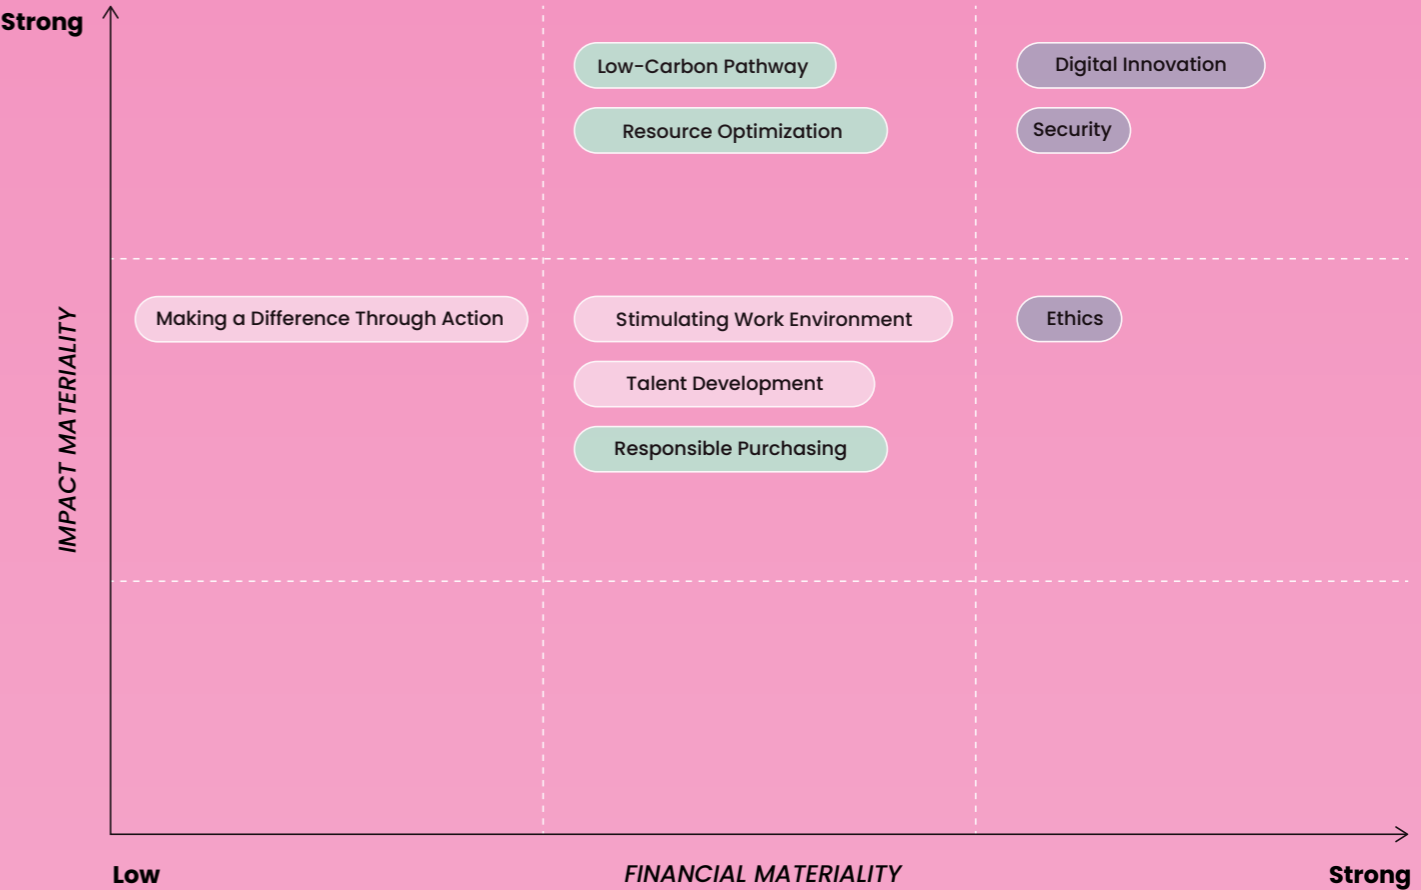 Strong
Low-Carbon Pathway
Digital Innovation
Resource Optimization
Security
IMPACT MATERIALITY
Making a Difference Through Action
Stimulating Work Environment
Ethics
Talent Development
Responsible Purchasing
Low
FINANCIAL MATERIALITY
Strong